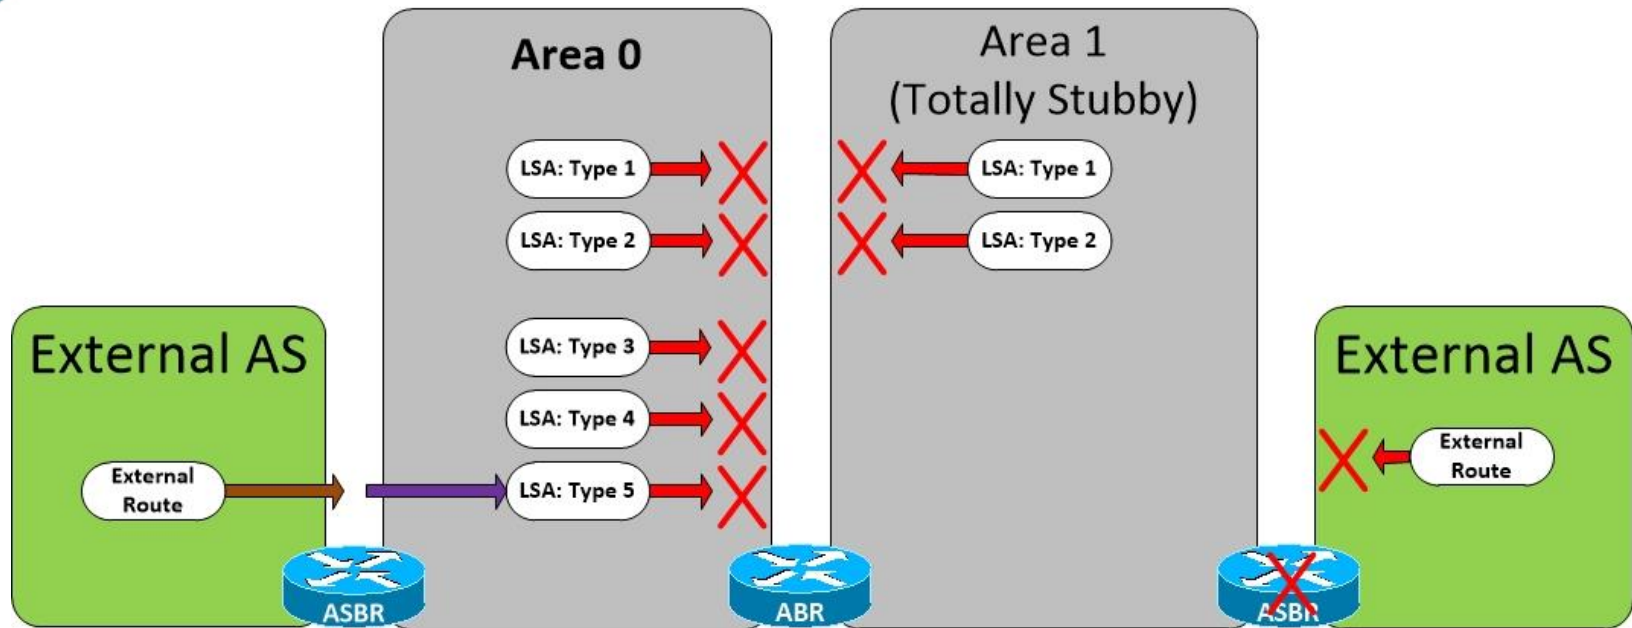 Area 0
Area 1
(Totally Stubby)
LSA: Type 1
LSA: Type 1
LSA: Type 2
LSA: Type 2
External AS
LSA: Type 3
External AS
LSA: Type 4
External
Route
External
Route
LSA: Type 5
ASBR
ABR
ASBR